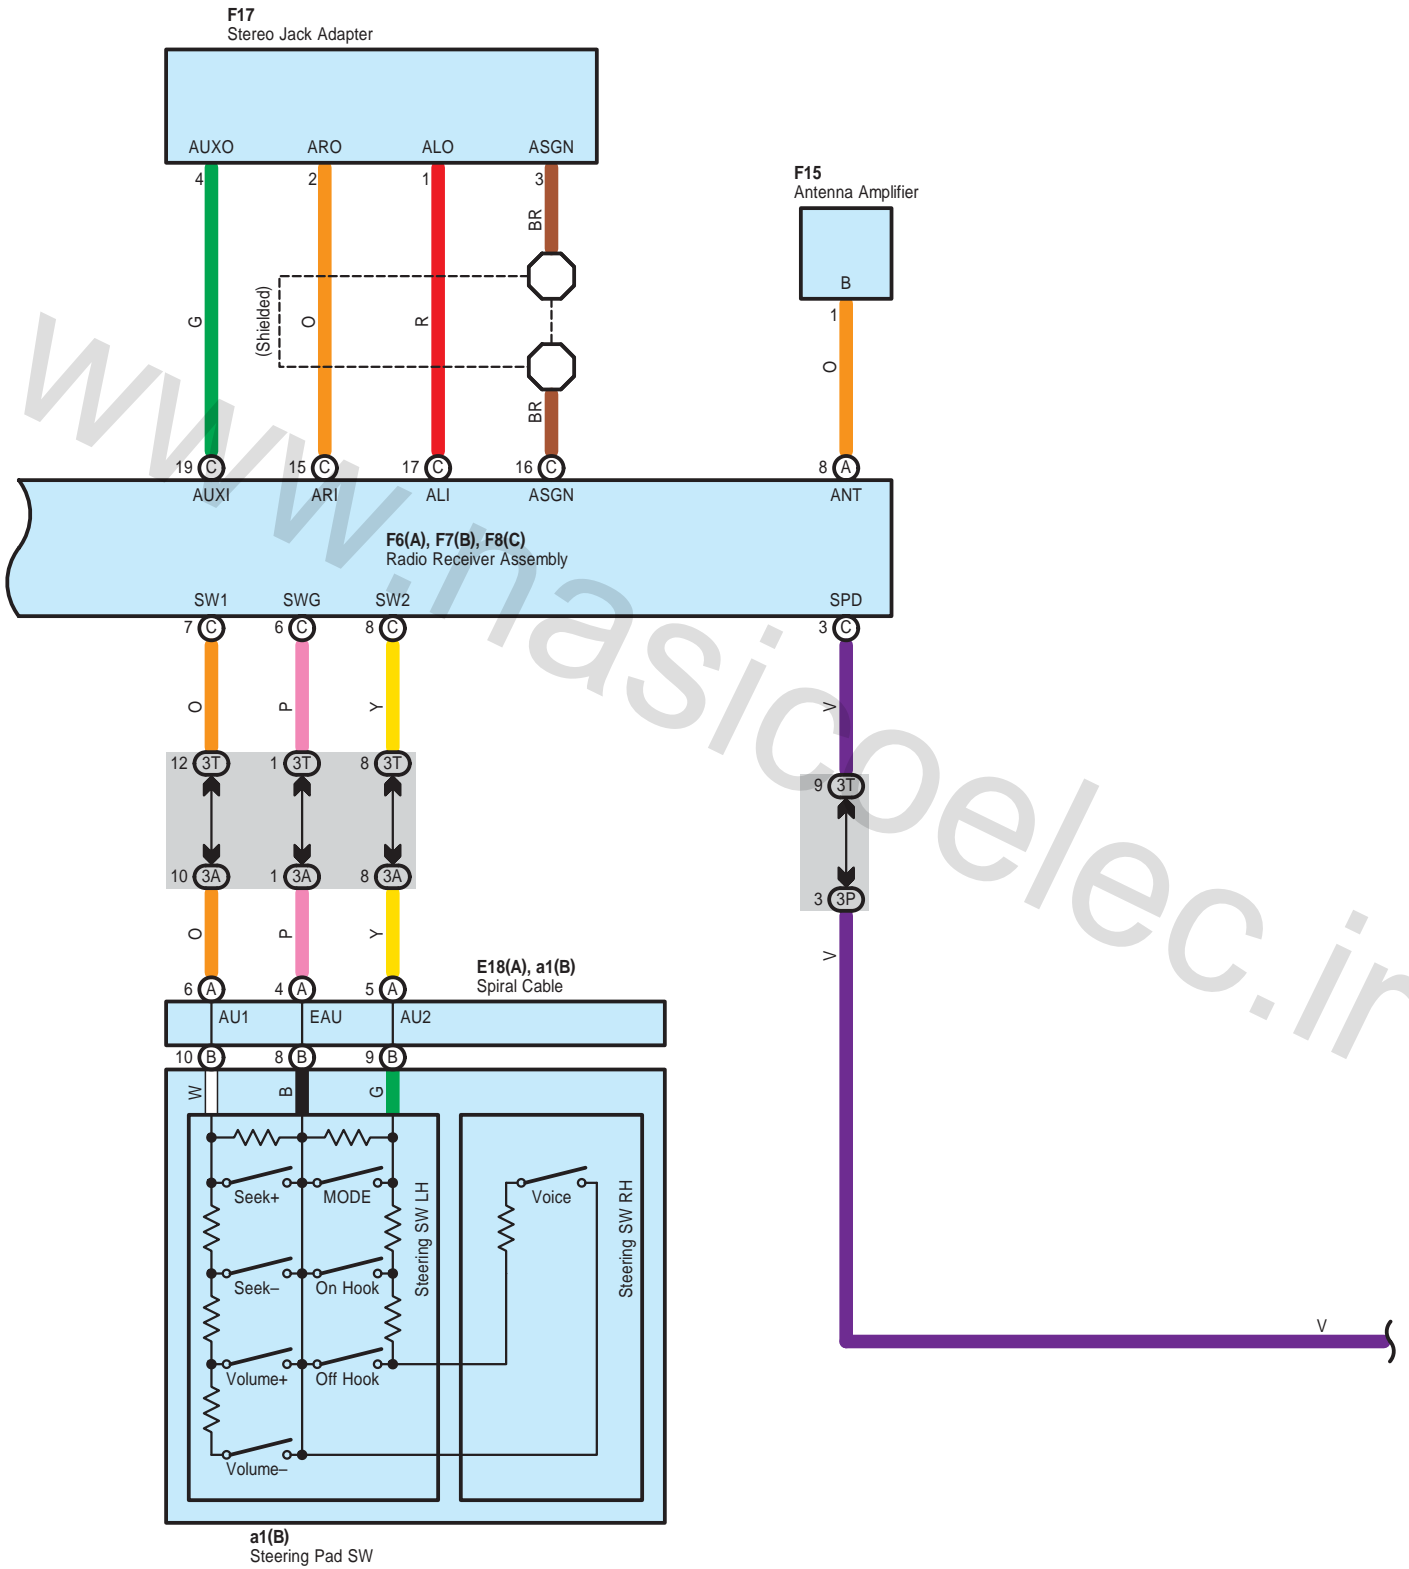 F17
Stereo Jack Adapter
AUXO ARO ALO ASGN
4 2 1 3
F15
Antenna Amplifier
B
1
BR
G (Shielded) O R
O
BR
19 C 15 C 17 C 16 C 8 A
AUXI ARI ALI ASGN ANT
F6(A), F7(B), F8(C)
Radio Receiver Assembly
SW1 SWG SW2 SPD
7 C 6 C 8 C 3 C
O P Y V
12 3T 1 3T 8 3T 9 3T
10 3A 1 3A 8 3A 3 3P
O P Y V
E18(A), a1(B)
Spiral Cable
6 A 4 A 5 A
AU1 EAU AU2
10 B 8 B 9 B
W B G
Seek+ MODE Voice
Steering SW LH
Steering SW RH
Seek– On Hook
Volume+ Off Hook
Volume–
V
a1(B)
Steering Pad SW
www.nasicoelec.ir